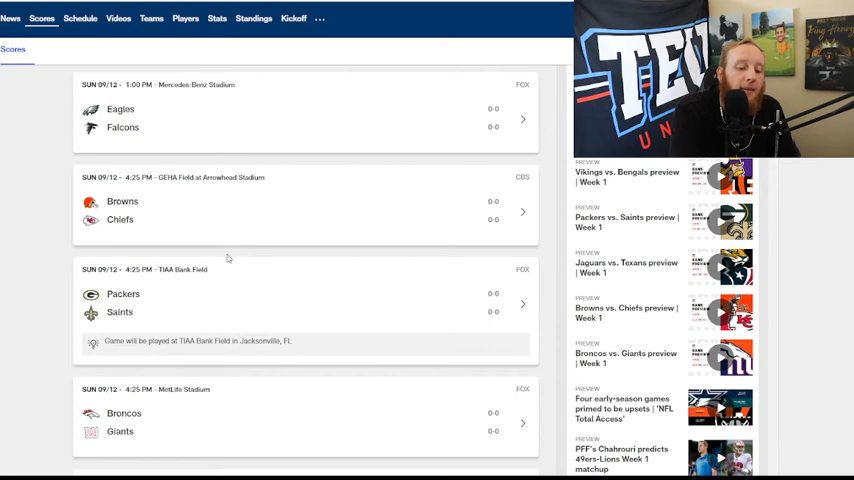 News Scores Schedule Videos Teams Players Stats Standings Kickoff ...
Scores
SUN 09/12 - 1:00 PM - Mercedes-Benz Stadium FOX
Eagles 0-0
Falcons 0-0
SUN 09/12 - 4:25 PM - GEHA Field at Arrowhead Stadium CBS
Browns 0-0
Chiefs 0-0
SUN 09/12 - 4:25 PM - TIAA Bank Field FOX
Packers 0-0
Saints 0-0
Game will be played at TIAA Bank Field in Jacksonville, FL
SUN 09/12 - 4:25 PM - MetLife Stadium FOX
Broncos 0-0
Giants 0-0
PREVIEW
Vikings vs. Bengals preview
| Week 1
PREVIEW
Packers vs. Saints preview |
Week 1
PREVIEW
Jaguars vs. Texans preview
| Week 1
PREVIEW
Browns vs. Chiefs preview |
Week 1
PREVIEW
Broncos vs. Giants preview
| Week 1
PREVIEW
Four early-season games
primed to be upsets | 'NFL
Total Access'
PREVIEW
PFF's Chahrouri predicts
49ers-Lions Week 1
matchup
King Henry